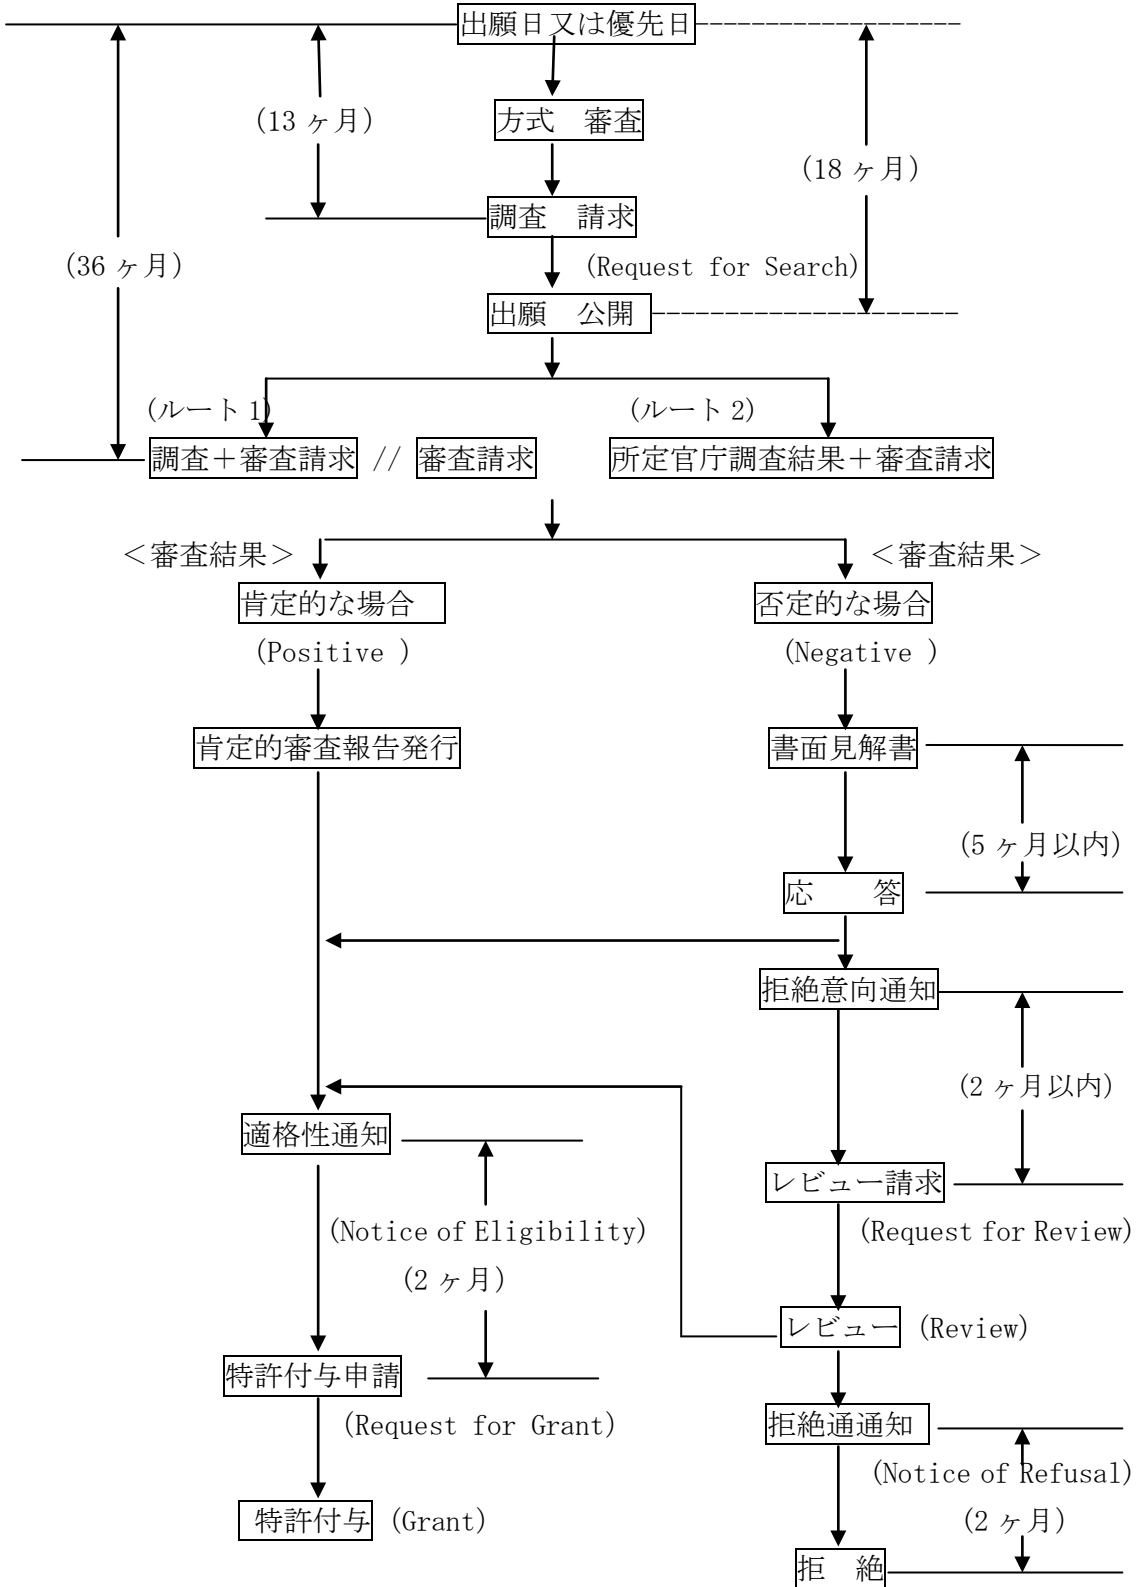 出願日又は優先日
方式　審査
(13 ヶ月)
(18 ヶ月)
調査　請求
(36 ヶ月)
(Request for Search)
出願　公開
(ルート 1)
(ルート 2)
調査＋審査請求 // 審査請求
所定官庁調査結果＋審査請求
＜審査結果＞
＜審査結果＞
肯定的な場合
否定的な場合
(Positive )
(Negative )
肯定的審査報告発行
書面見解書
(5 ヶ月以内)
応　　答
拒絶意向通知
(2 ヶ月以内)
適格性通知
レビュー請求
(Notice of Eligibility)
(Request for Review)
(2 ヶ月)
レビュー (Review)
特許付与申請
(Request for Grant)
拒絶通通知
(Notice of Refusal)
特許付与 (Grant)
(2 ヶ月)
拒　絶